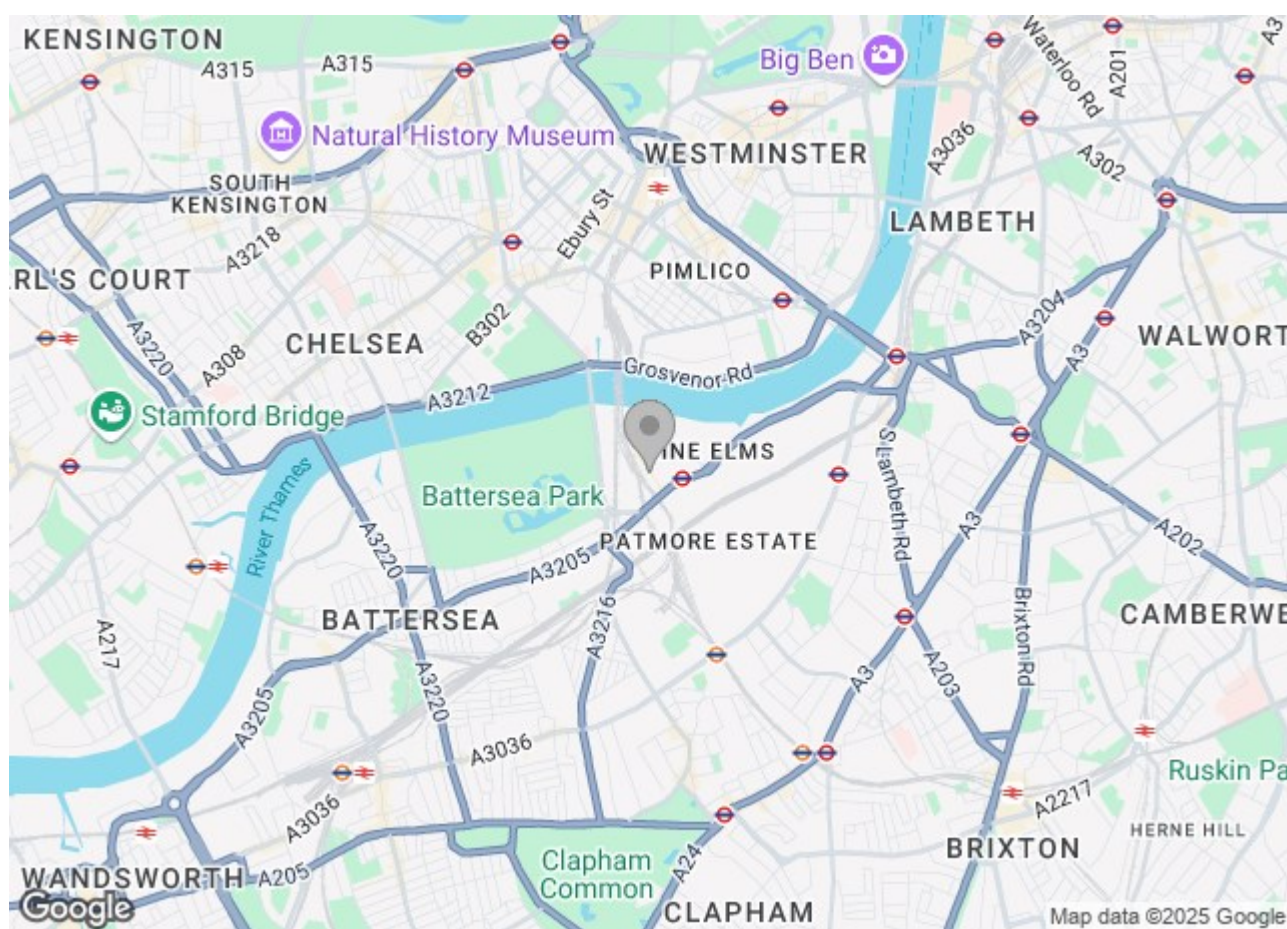 KENSINGTON
A315
A315
Big Ben
Waterloo Rd
A201
A3
Natural History Museum
WESTMINSTER
A3036
A302
SOUTH
KENSINGTON
Ebury St
LAMBETH
A3218
RL'S COURT
PIMLICO
A3220
A308
CHELSEA
B302
A3204
A3
WALWORT
Grosvenor Rd
A3212
Stamford Bridge
INE ELMS
S Lambeth Rd
River Thames
Battersea Park
A3220
A3205
PATMORE ESTATE
A3
A202
BATTERSEA
A3216
Brixton Rd
CAMBERWE
A217
A3220
A3
A203
A3205
A3036
Ruskin Pa
A3036
A2217
HERNE HILL
BRIXTON
Clapham
Common
A24
WANDSWORTH
A205
CLAPHAM
Google
Map data ©2025 Google